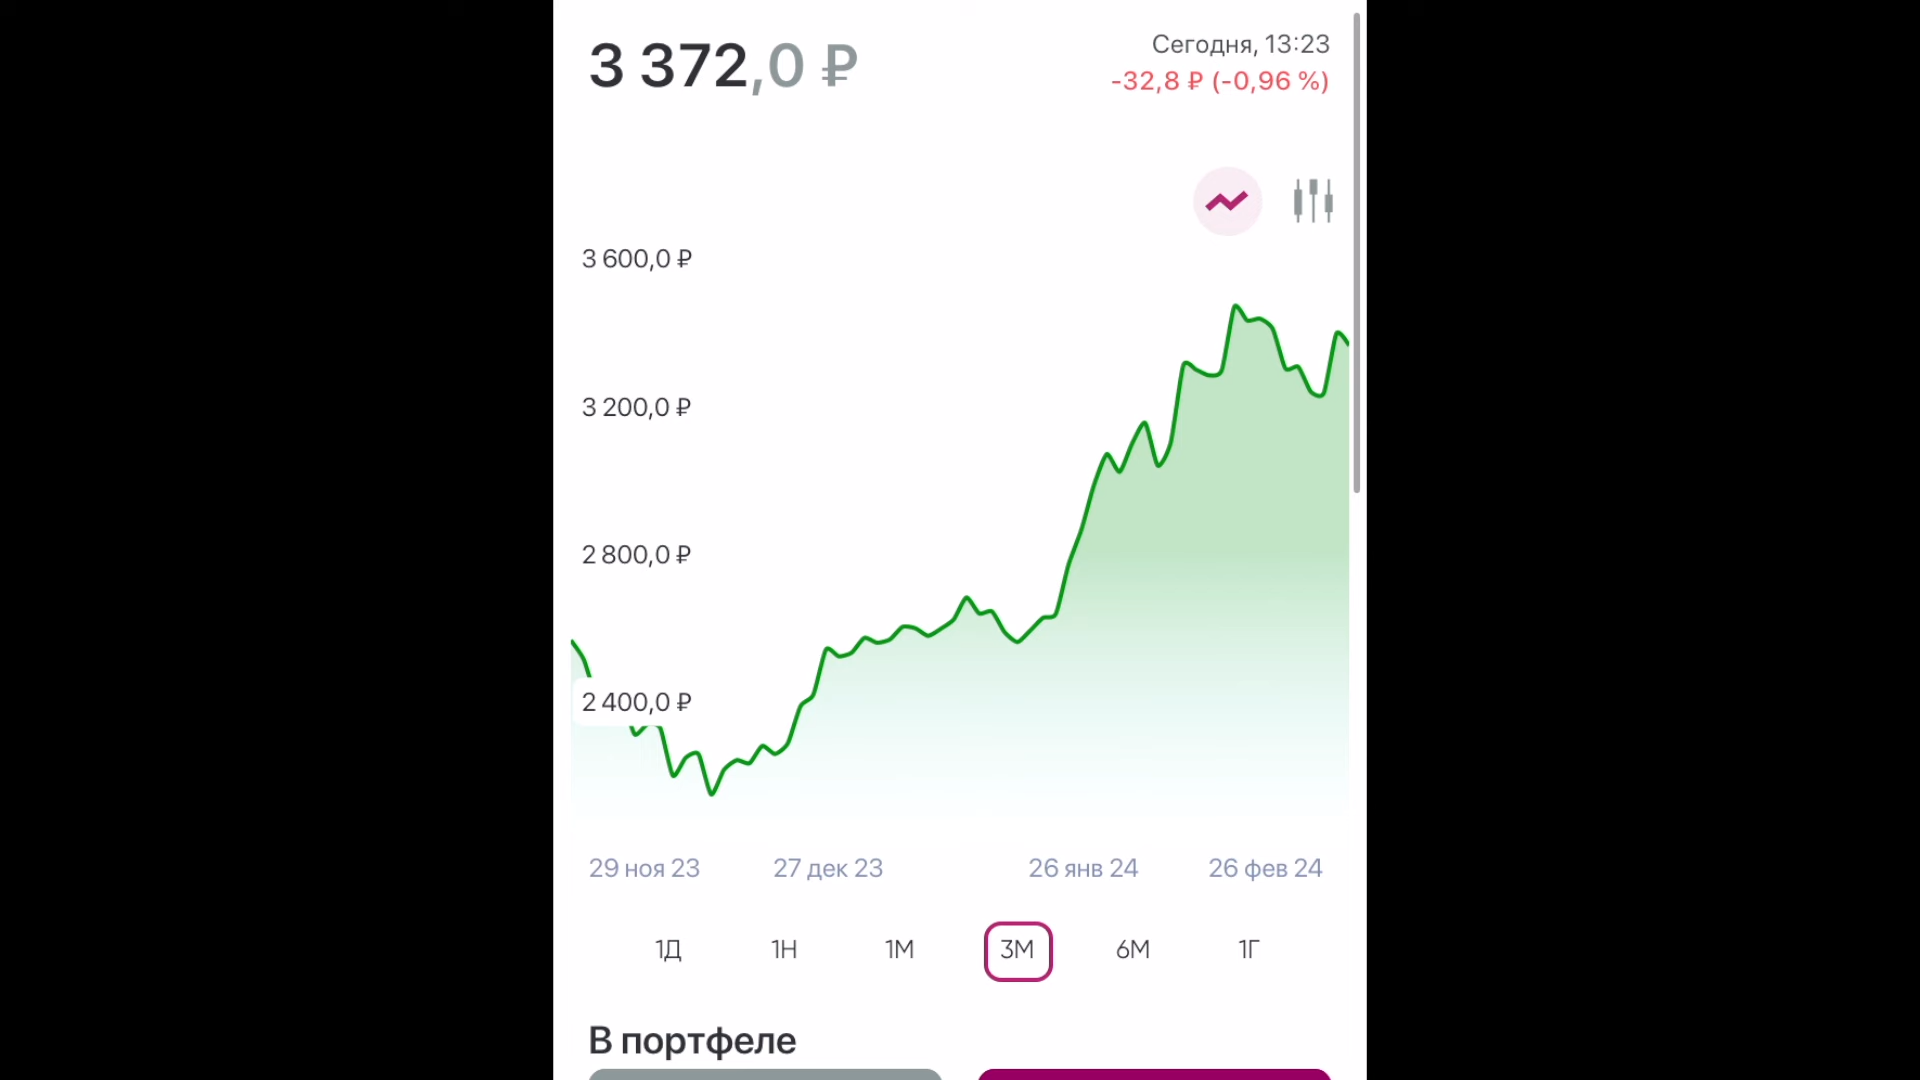 3 372,0 ₽
Сегодня, 13:23
-32,8 ₽ (-0,96 %)
3 600,0 ₽
3 200,0 ₽
2 800,0 ₽
2 400,0 ₽
29 ноя 23 27 дек 23 26 янв 24 26 фев 24
1Д 1Н 1М 3М 6М 1Г
В портфеле